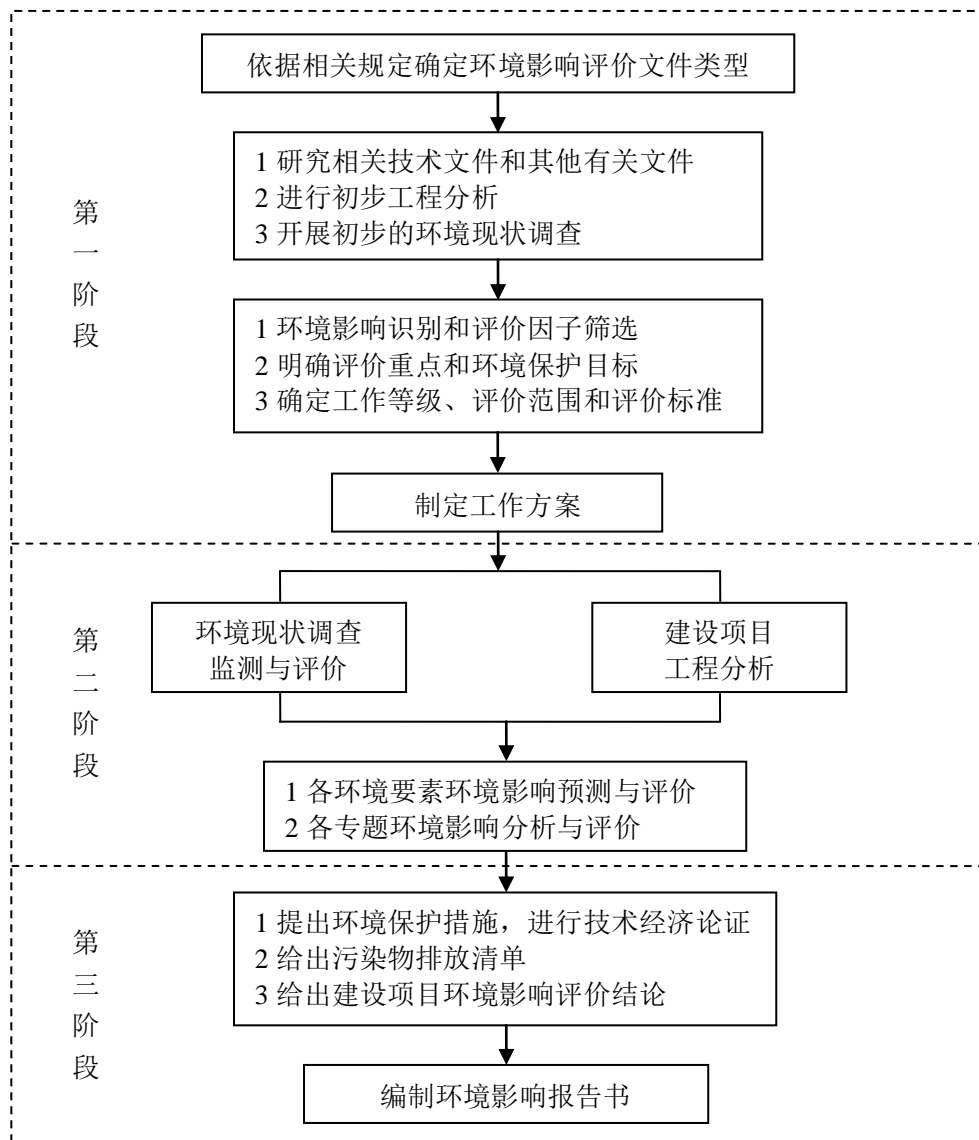 依据相关规定确定环境影响评价文件类型
第一阶段
1 研究相关技术文件和其他有关文件
2 进行初步工程分析
3 开展初步的环境现状调查
1 环境影响识别和评价因子筛选
2 明确评价重点和环境保护目标
3 确定工作等级、评价范围和评价标准
制定工作方案
第二阶段
环境现状调查
监测与评价
建设项目
工程分析
1 各环境要素环境影响预测与评价
2 各专题环境影响分析与评价
第三阶段
1 提出环境保护措施，进行技术经济论证
2 给出污染物排放清单
3 给出建设项目环境影响评价结论
编制环境影响报告书